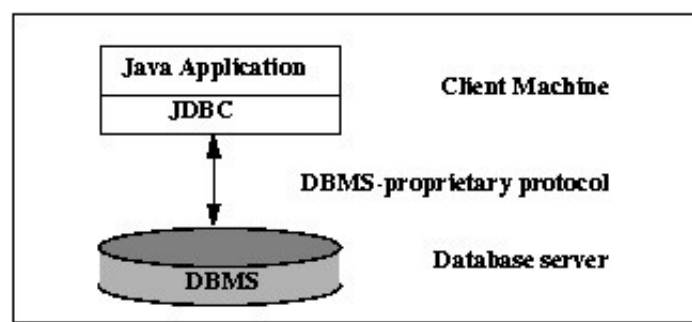 Java Application
Client Machine
JDBC
DBMS-proprietary protocol
Database server
DBMS